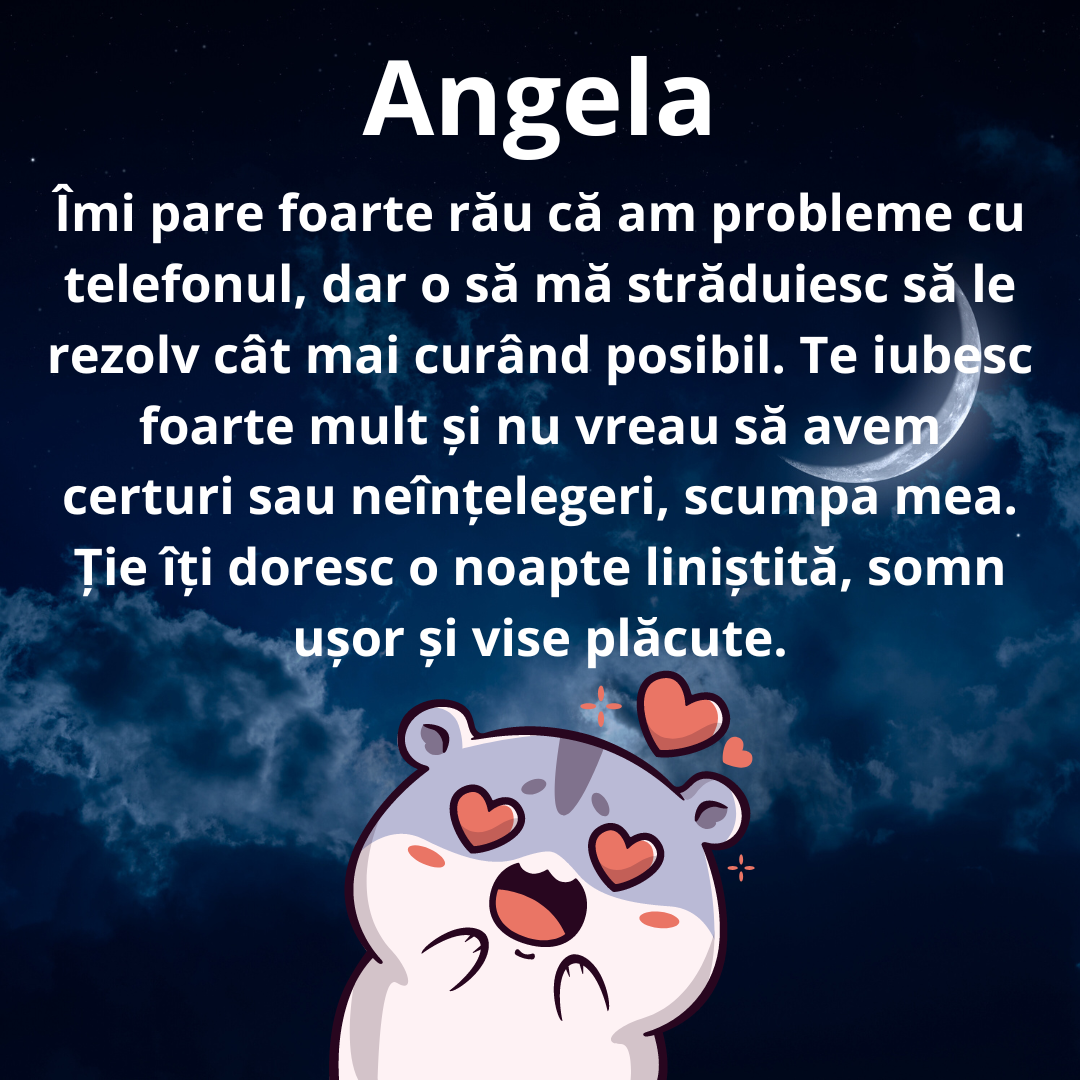 Angela
Îmi pare foarte rău că am probleme cu
telefonul, dar o să mă străduiesc să le
rezolv cât mai curând posibil. Te iubesc
foarte mult și nu vreau să avem
certuri sau neînțelegeri, scumpa mea.
Ție îți doresc o noapte liniștită, somn
ușor și vise plăcute.